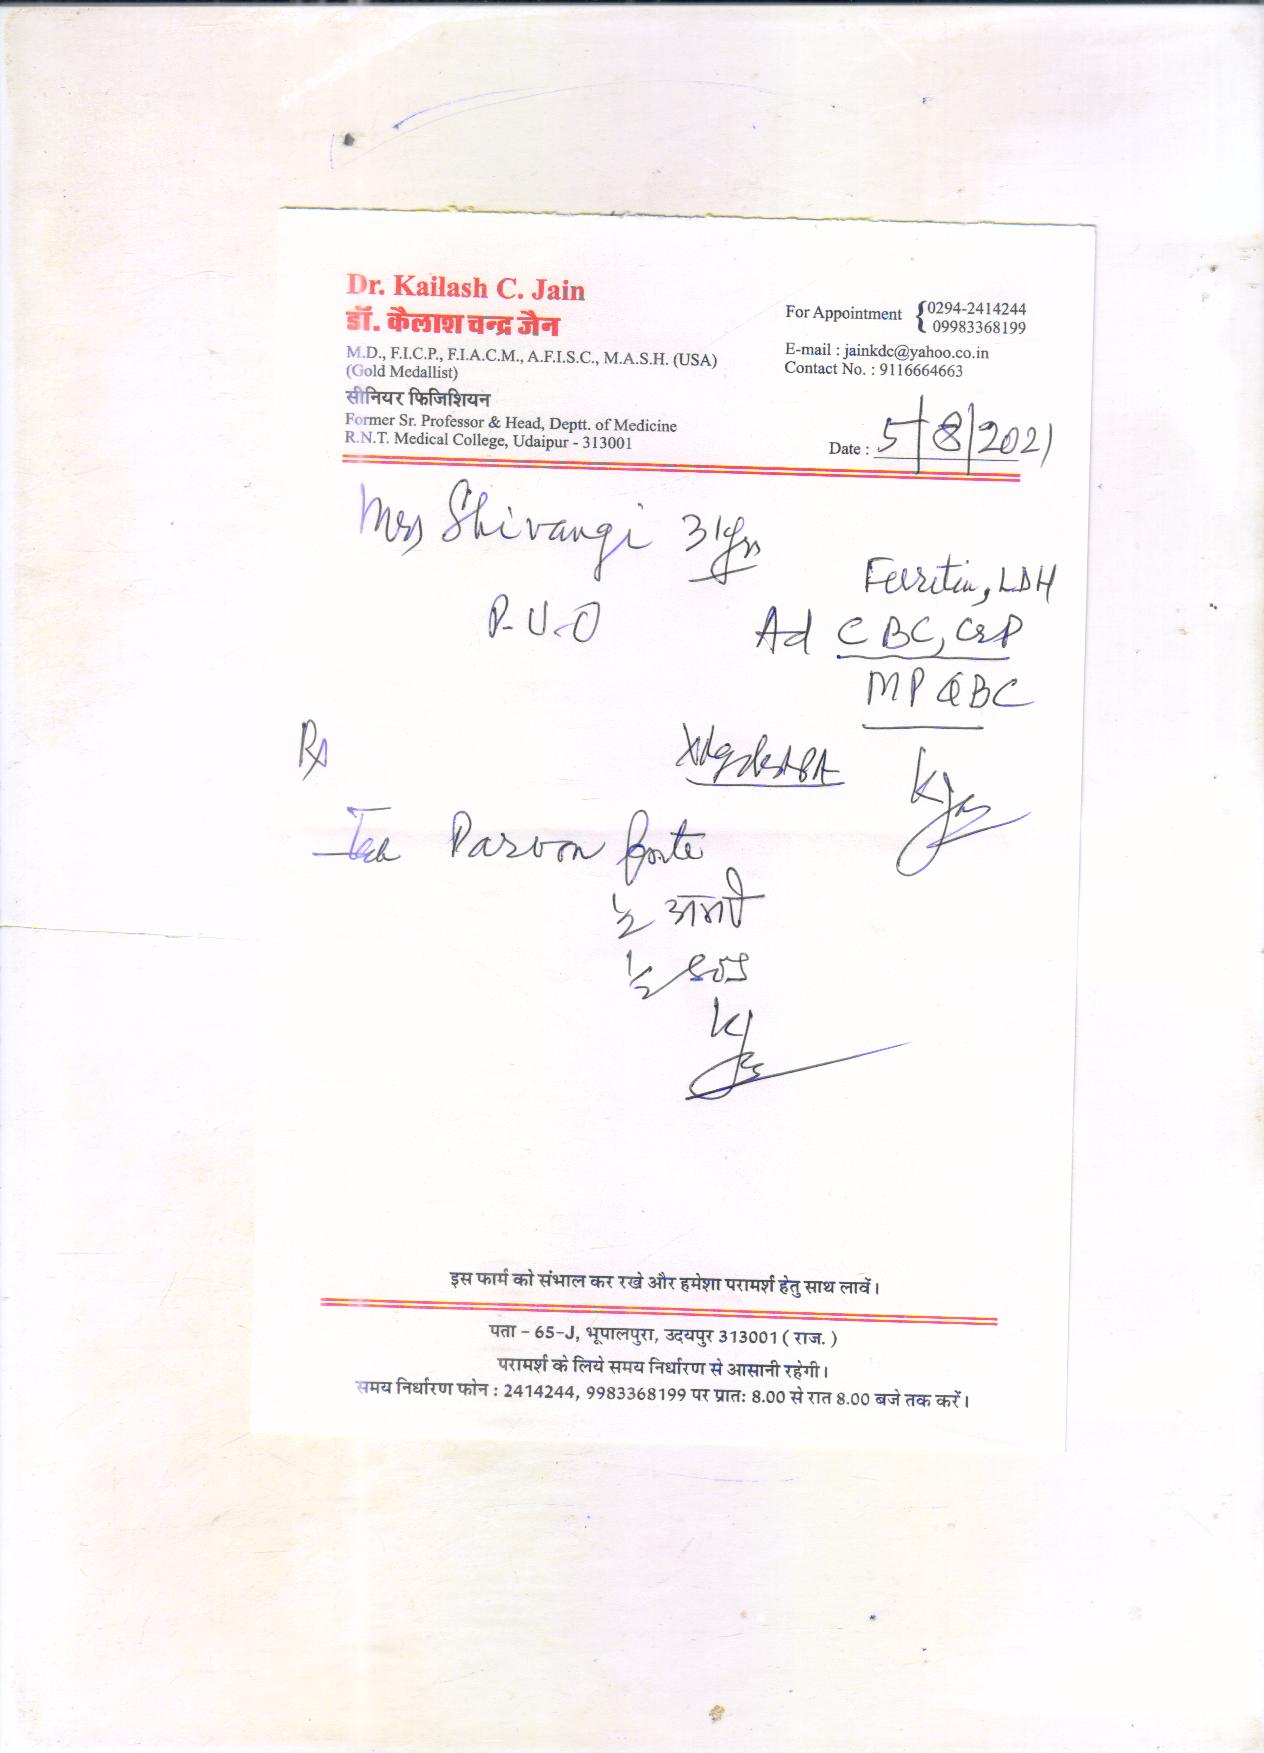 Dr. Kailash C. Jain
डॉ. कैलाश चन्द्र जैन
M.D., F.I.C.P., F.I.A.C.M., A.F.I.S.C., M.A.S.H. (USA)
(Gold Medallist)
सीनियर फिजिशियन
Former Sr. Professor & Head, Deptt. of Medicine
R.N.T. Medical College, Udaipur - 313001
For Appointment { 0294-2414244
09983368199
E-mail : jainkdc@yahoo.co.in
Contact No. : 9116664663
Date : 5/8/2021
Mrs Shivangi 31yrs
P.U.O
Ferritin, LDH
Ad CBC, CRP
MP QBC
Rx
Tab Parvon forte
1/2 अभी
1/2 SOS
इस फार्म को संभाल कर रखे और हमेशा परामर्श हेतु साथ लावें।
पता - 65-J, भूपालपुरा, उदयपुर 313001 ( राज. )
परामर्श के लिये समय निर्धारण से आसानी रहेगी।
समय निर्धारण फोन : 2414244, 9983368199 पर प्रातः 8.00 से रात 8.00 बजे तक करें।